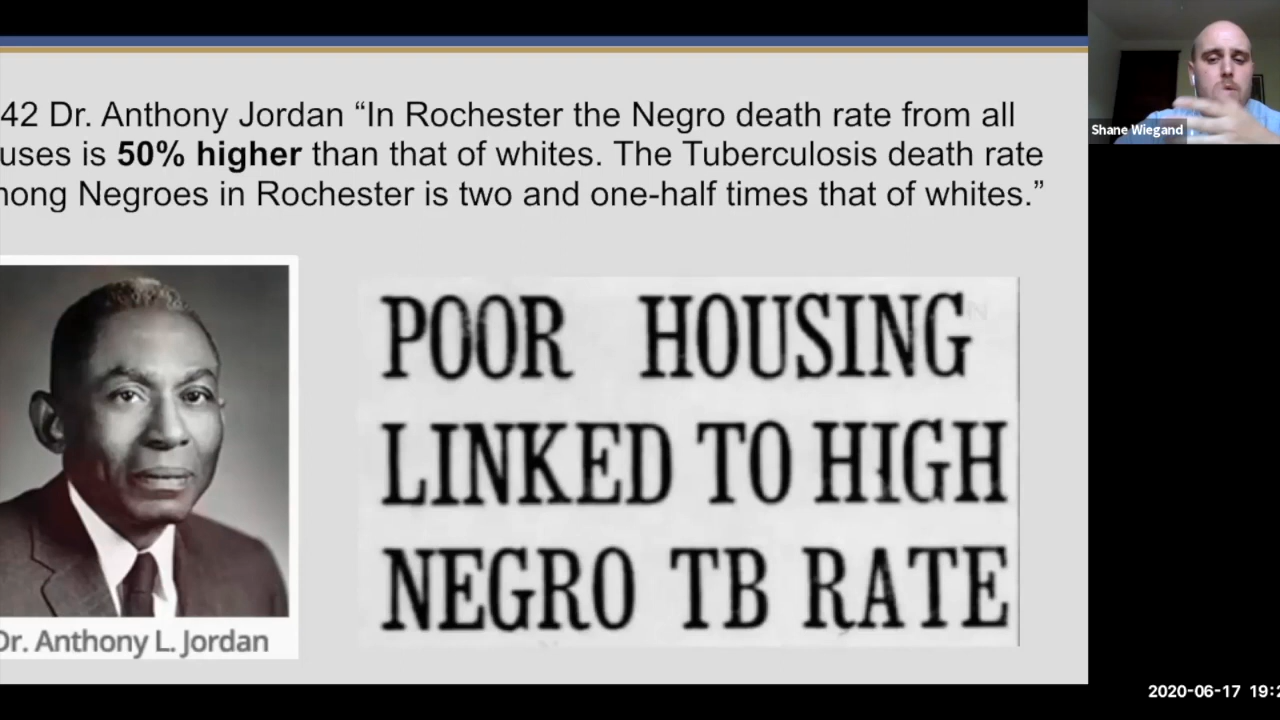 42 Dr. Anthony Jordan “In Rochester the Negro death rate from all
uses is 50% higher than that of whites. The Tuberculosis death rate
nong Negroes in Rochester is two and one-half times that of whites.”
Shane Wiegand
POOR HOUSING
LINKED TO HIGH
NEGRO TB RATE
Dr. Anthony L. Jordan
2020-06-17 19:2